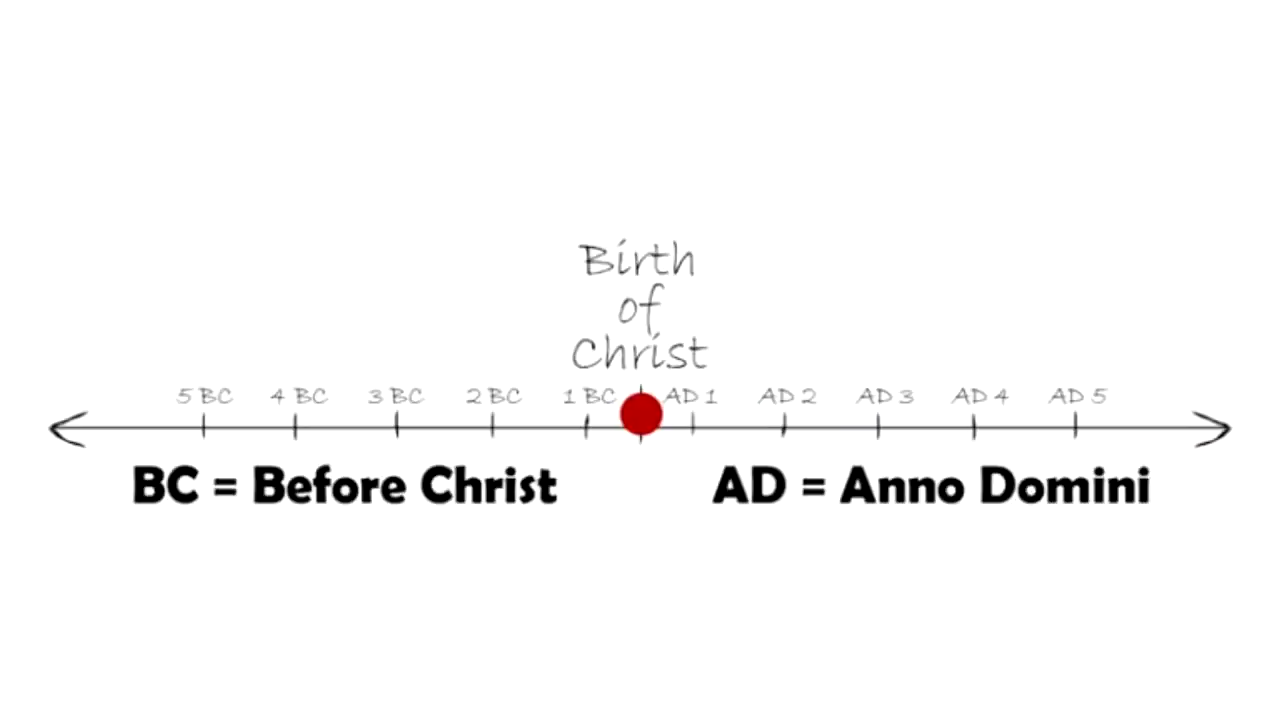 Birth
of
Christ
5 BC 4 BC 3 BC 2 BC 1 BC AD 1 AD 2 AD 3 AD 4 AD 5
BC = Before Christ AD = Anno Domini